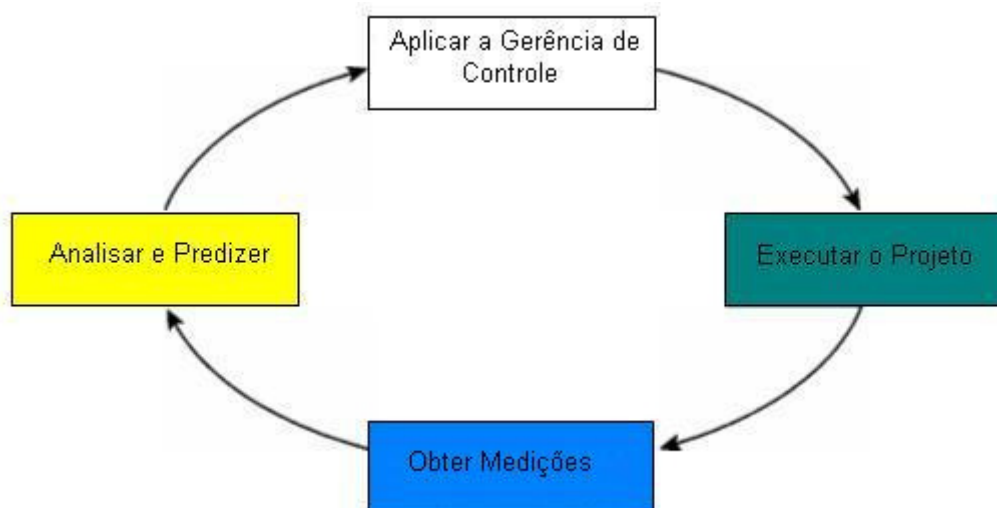 Aplicar a Gerência de
Controle
Analisar e Predizer
Executar o Projeto
Obter Medições